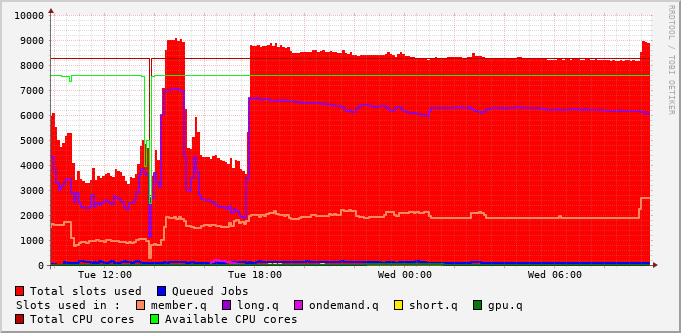 10000
9000
8000
7000
6000
5000
4000
3000
2000
1000
0
Tue 12:00 Tue 18:00 Wed 00:00 Wed 06:00
RRDTOOL / TOBI OETIKER
Total slots used Queued Jobs
Slots used in : member.q long.q ondemand.q short.q gpu.q
Total CPU cores Available CPU cores